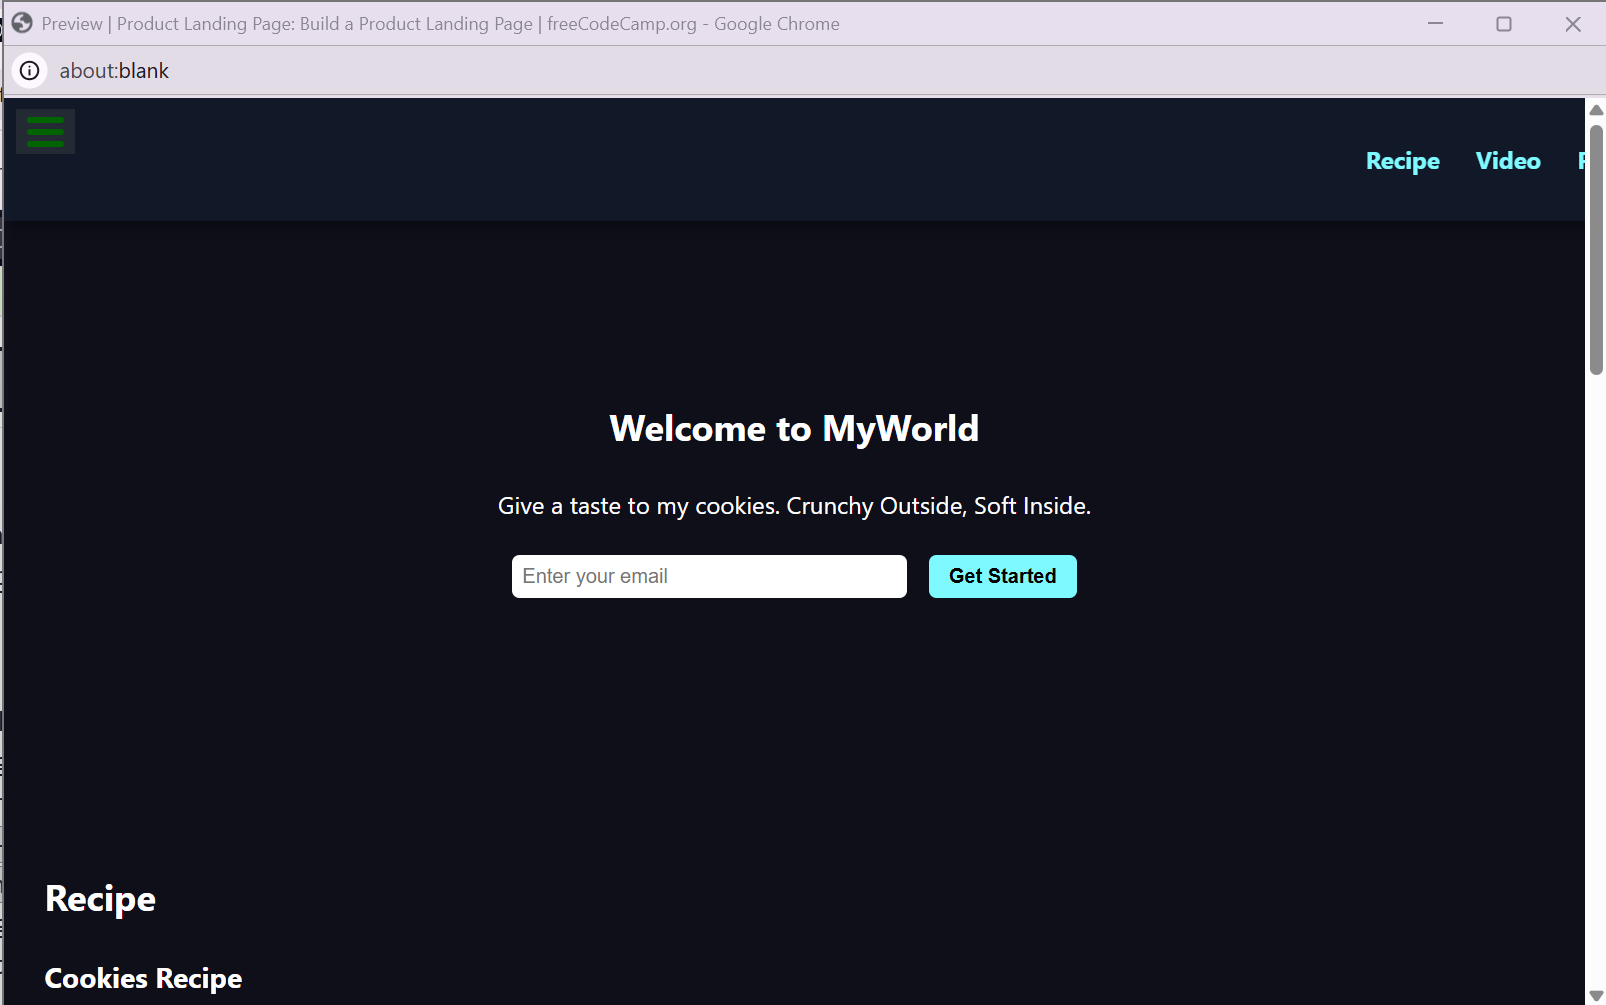 Preview | Product Landing Page: Build a Product Landing Page | freeCodeCamp.org - Google Chrome
about:blank
Recipe Video
Welcome to MyWorld
Give a taste to my cookies. Crunchy Outside, Soft Inside.
Enter your email Get Started
Recipe
Cookies Recipe